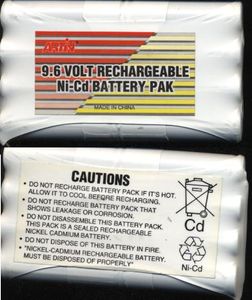 ARTIN
9.6 VOLT RECHARGEABLE
Ni-Cd BATTERY PAK
MADE IN CHINA
CAUTIONS
• DO NOT RECHARGE BATTERY PACK IF IT'S HOT.
ALLOW IT TO COOL BEFORE RECHARGING.
• DO NOT RECHARGE BATTERY PACK THAT
SHOWS LEAKAGE OR CORROSION.
• DO NOT DISASSEMBLE THIS BATTERY PACK.
THIS PACK IS A SEALED RECHARGEABLE
NICKEL CADMIUM BATTERY.
• DO NOT DISPOSE OF THIS BATTERY IN FIRE.
• "NICKEL-CADMIUM RECHARGEABLE BATTERY.
MUST BE DISPOSED OF PROPERLY"
Cd
Ni-Cd